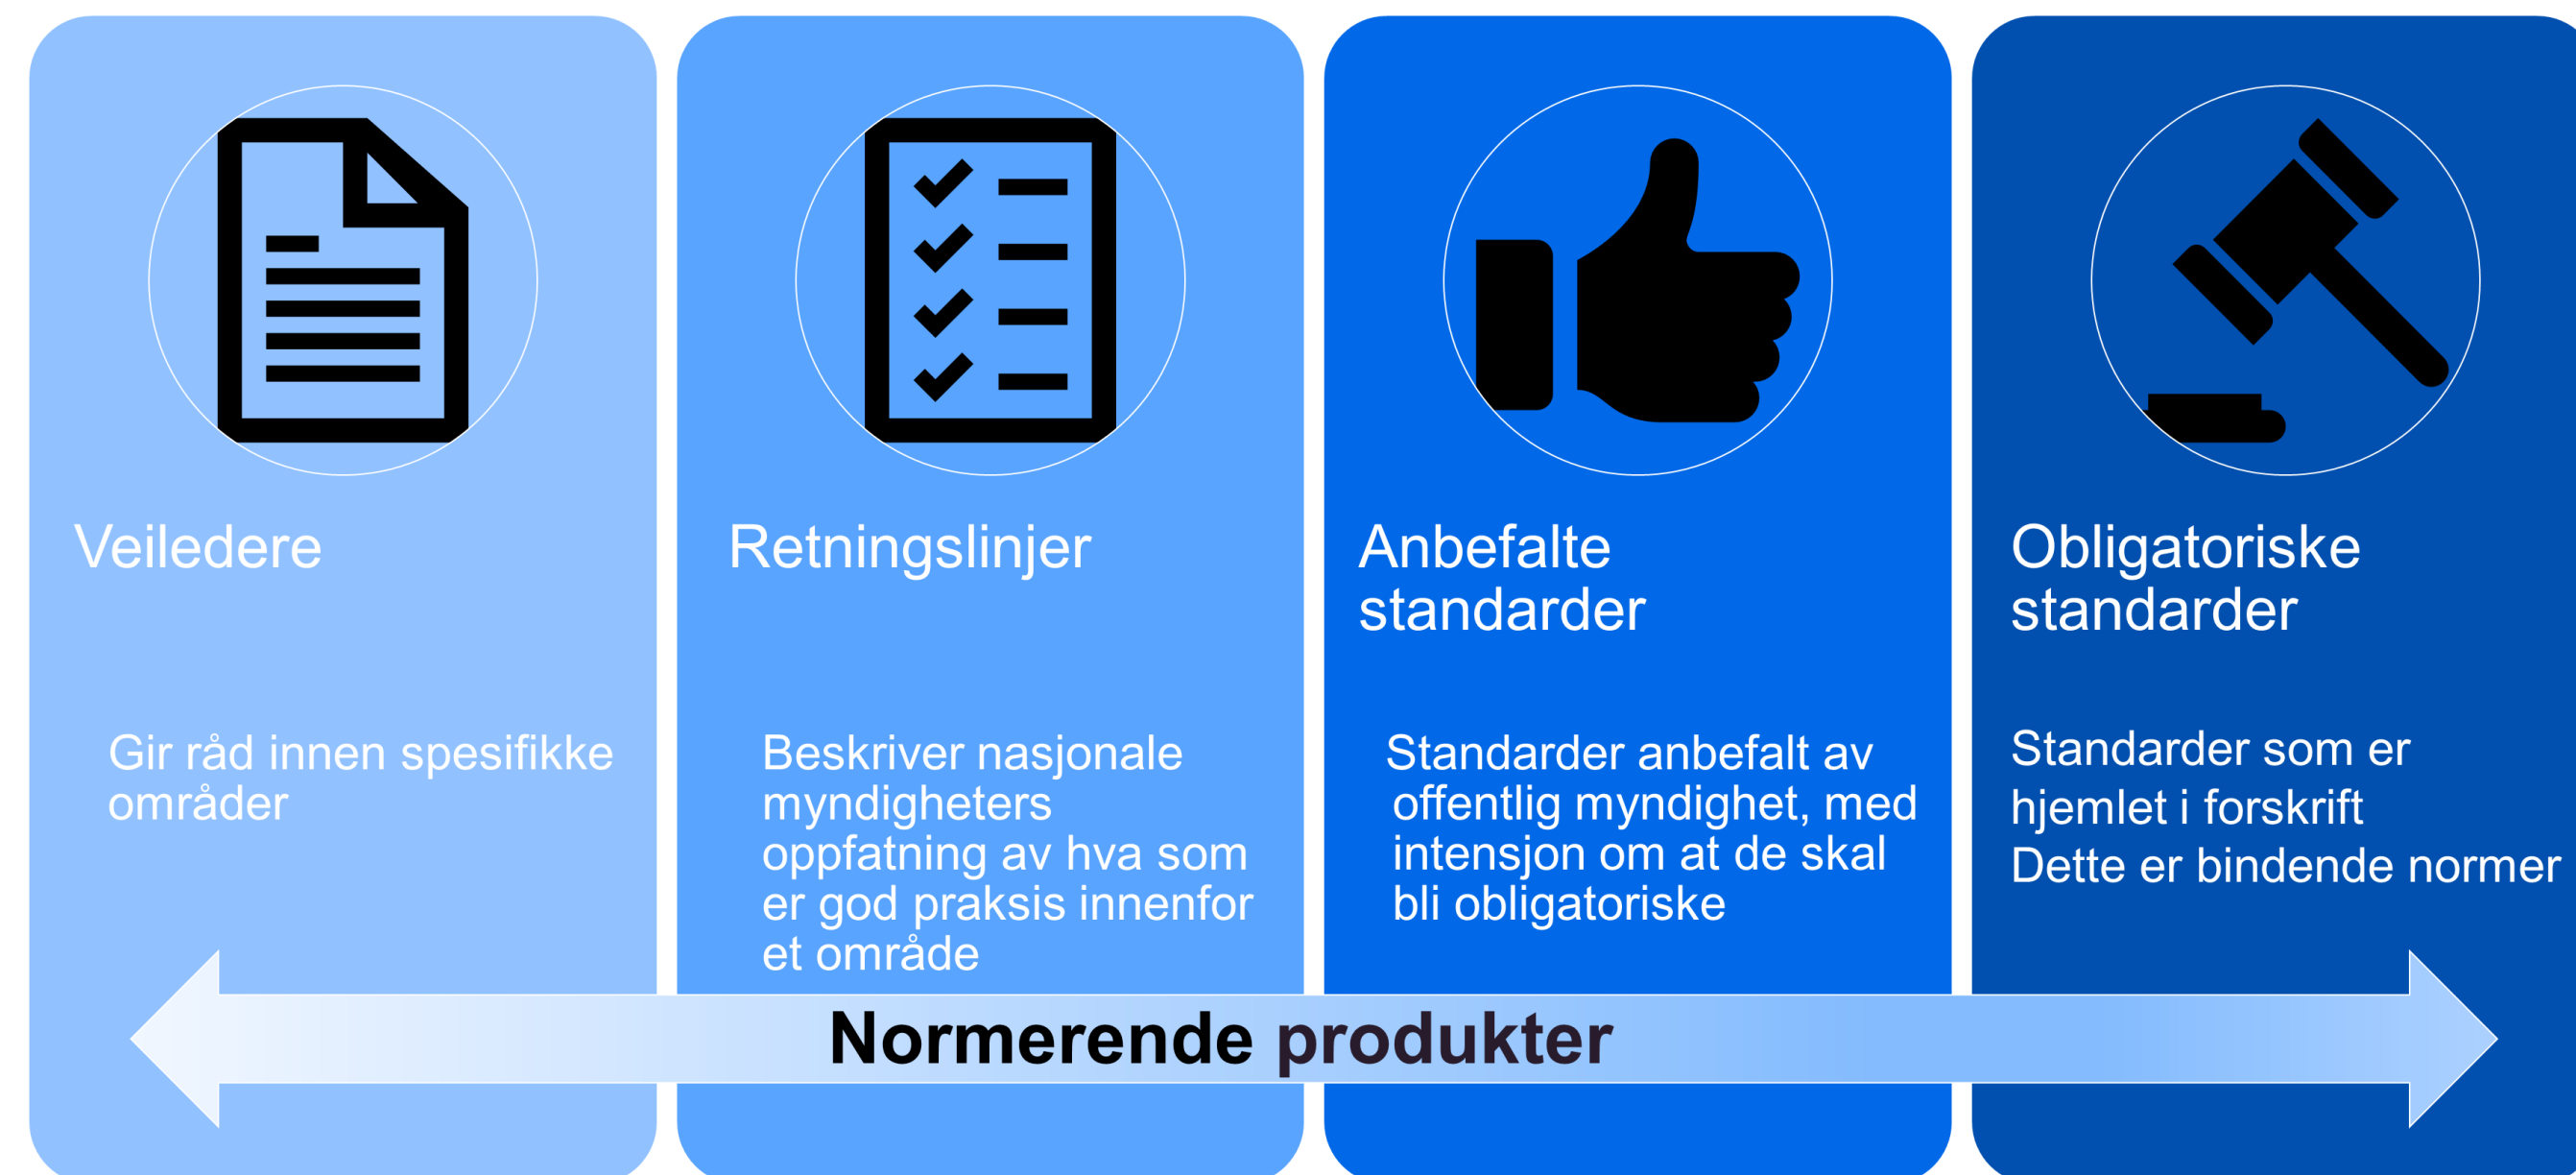 Veiledere
Gir råd innen spesifikke
områder
Retningslinjer
Beskriver nasjonale
myndigheters
oppfatning av hva som
er god praksis innenfor
et område
Anbefalte
standarder
Standarder anbefalt av
offentlig myndighet, med
intensjon om at de skal
bli obligatoriske
Obligatoriske
standarder
Standarder som er
hjemlet i forskrift
Dette er bindende normer
Normerende produkter